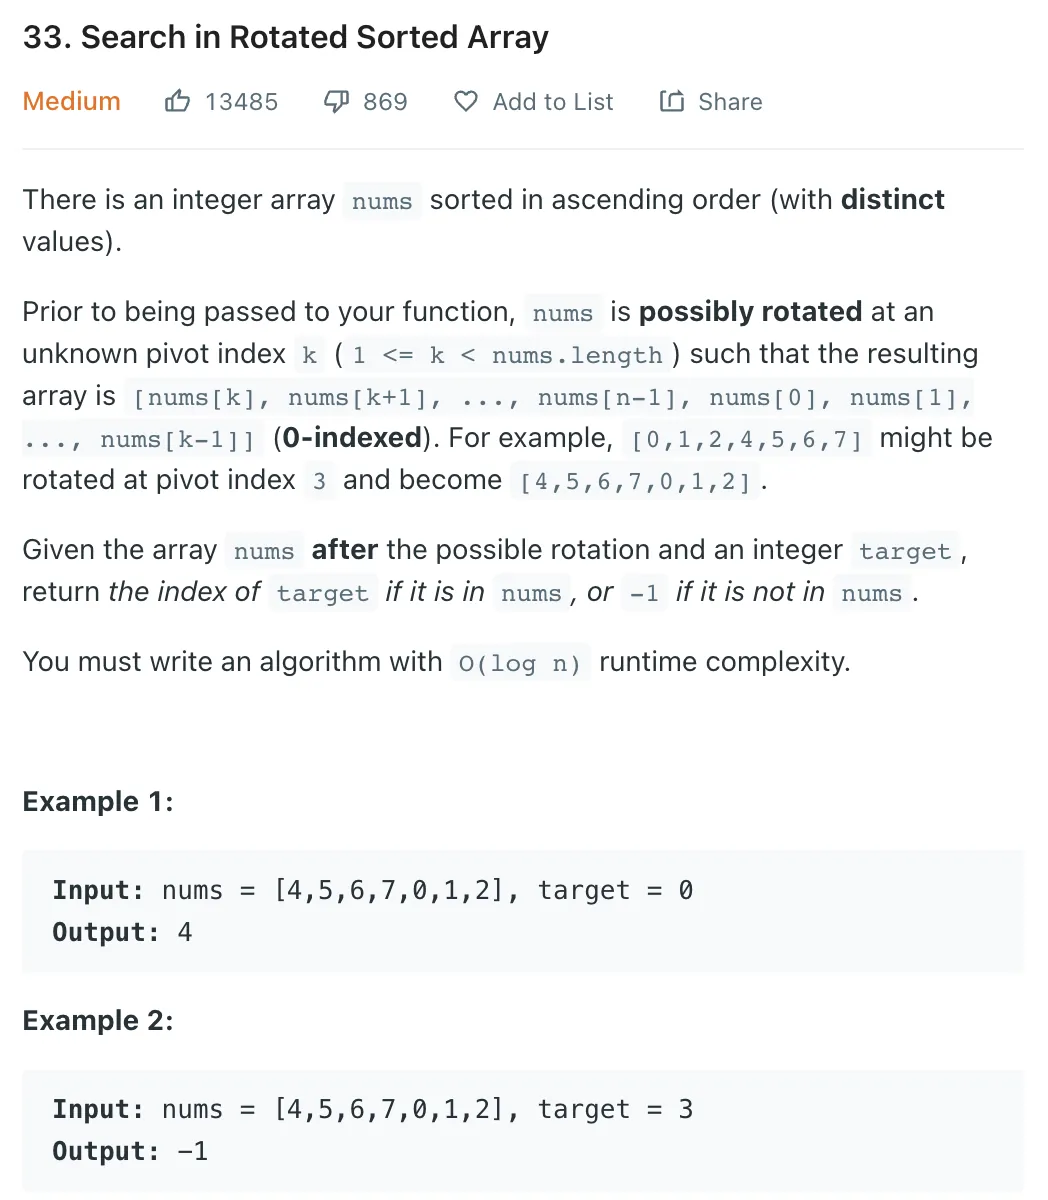 33. Search in Rotated Sorted Array
Medium 13485 869 Add to List Share
There is an integer array nums sorted in ascending order (with distinct
values).
Prior to being passed to your function, nums is possibly rotated at an
unknown pivot index k ( 1 <= k < nums.length ) such that the resulting
array is [nums[k], nums[k+1], ..., nums[n-1], nums[0], nums[1],
..., nums[k-1]] (0-indexed). For example, [0,1,2,4,5,6,7] might be
rotated at pivot index 3 and become [4,5,6,7,0,1,2] .
Given the array nums after the possible rotation and an integer target ,
return the index of target if it is in nums , or -1 if it is not in nums .
You must write an algorithm with O(log n) runtime complexity.
Example 1:
Input: nums = [4,5,6,7,0,1,2], target = 0
Output: 4
Example 2:
Input: nums = [4,5,6,7,0,1,2], target = 3
Output: -1